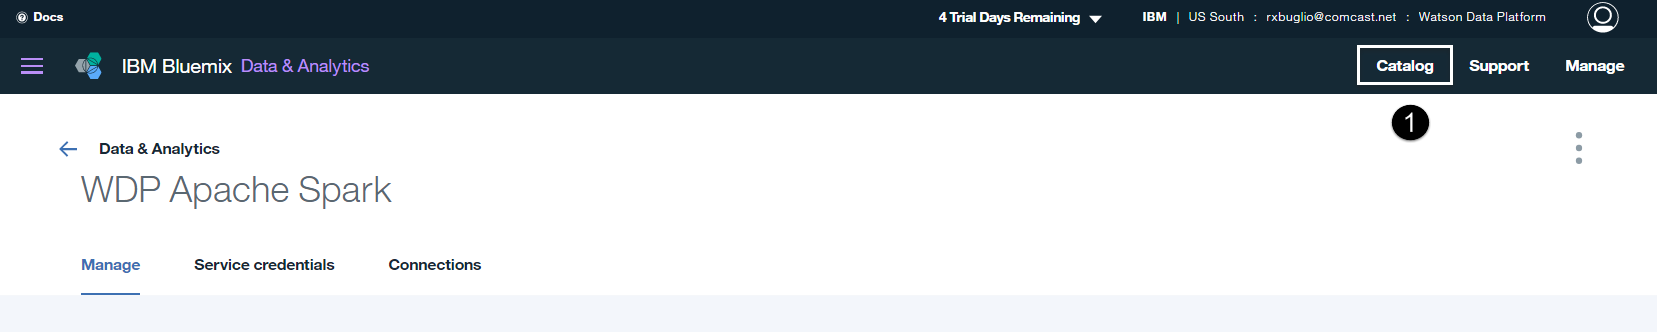 Docs
4 Trial Days Remaining
IBM | US South : rxbuglio@comcast.net : Watson Data Platform
IBM Bluemix Data & Analytics
Catalog
Support
Manage
1
Data & Analytics
WDP Apache Spark
Manage
Service credentials
Connections